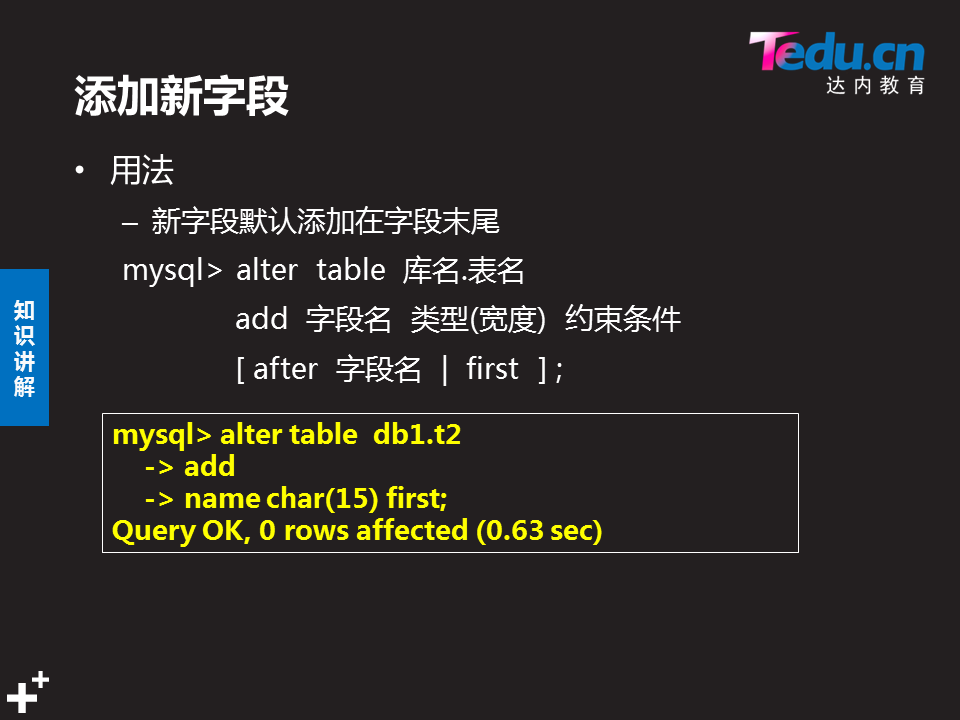 Tedu.cn
达内教育
添加新字段
• 用法
– 新字段默认添加在字段末尾
mysql> alter table 库名.表名
add 字段名 类型(宽度) 约束条件
[ after 字段名 | first ] ;
知识讲解
mysql> alter table db1.t2
-> add
-> name char(15) first;
Query OK, 0 rows affected (0.63 sec)